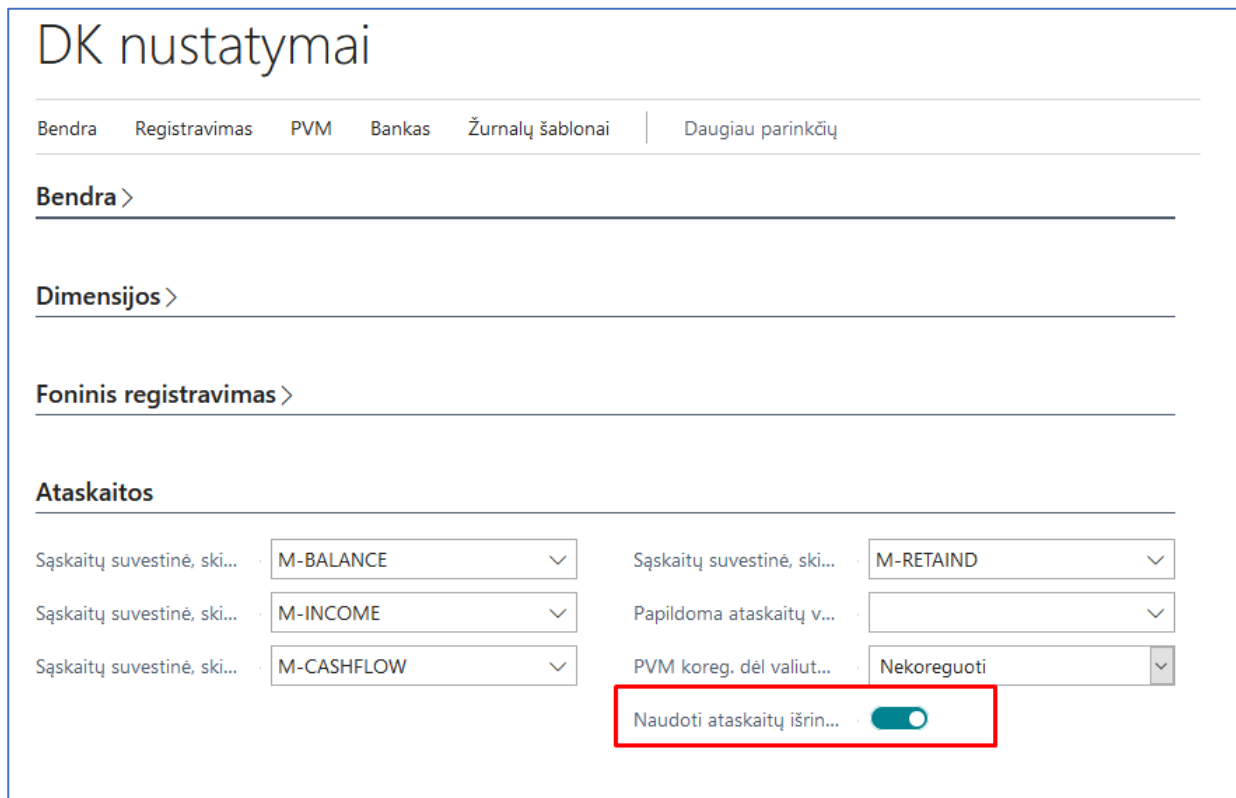 DK nustatymai
Bendra Registravimas PVM Bankas Žurnalų šablonai Daugiau parinkčių
Bendra
Dimensijos
Foninis registravimas
Ataskaitos
Sąskaitų suvestinė, ski... M-BALANCE Sąskaitų suvestinė, ski... M-RETAIND
Sąskaitų suvestinė, ski... M-INCOME Papildoma ataskaitų v...
Sąskaitų suvestinė, ski... M-CASHFLOW PVM koreg. dėl valiut... Nekoreguoti
Naudoti ataskaitų išrin...